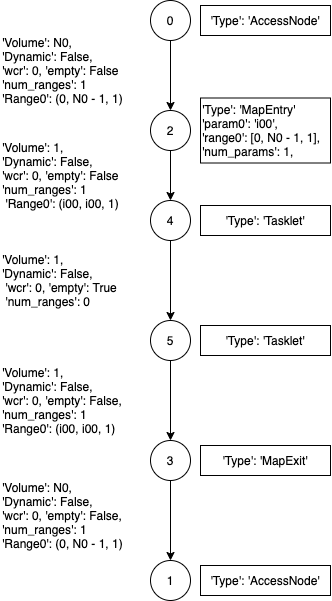 0
'Type': 'AccessNode'
'Volume': N0,
'Dynamic': False,
'wcr': 0, 'empty': False
'num_ranges': 1
'Range0': (0, N0 - 1, 1)
2
'Type': 'MapEntry'
'param0': 'i00',
'range0': [0, N0 - 1, 1],
'num_params': 1,
'Volume': 1,
'Dynamic': False,
'wcr': 0, 'empty': False,
'num_ranges': 1
'Range0': (i00, i00, 1)
4
'Type': 'Tasklet'
'Volume': 1,
'Dynamic': False,
'wcr': 0, 'empty': True
'num_ranges': 0
5
'Type': 'Tasklet'
'Volume': 1,
'Dynamic': False,
'wcr': 0, 'empty': False,
'num_ranges': 1
'Range0': (i00, i00, 1)
3
'Type': 'MapExit'
'Volume': N0,
'Dynamic': False,
'wcr': 0, 'empty': False,
'num_ranges': 1
'Range0': (0, N0 - 1, 1)
1
'Type': 'AccessNode'